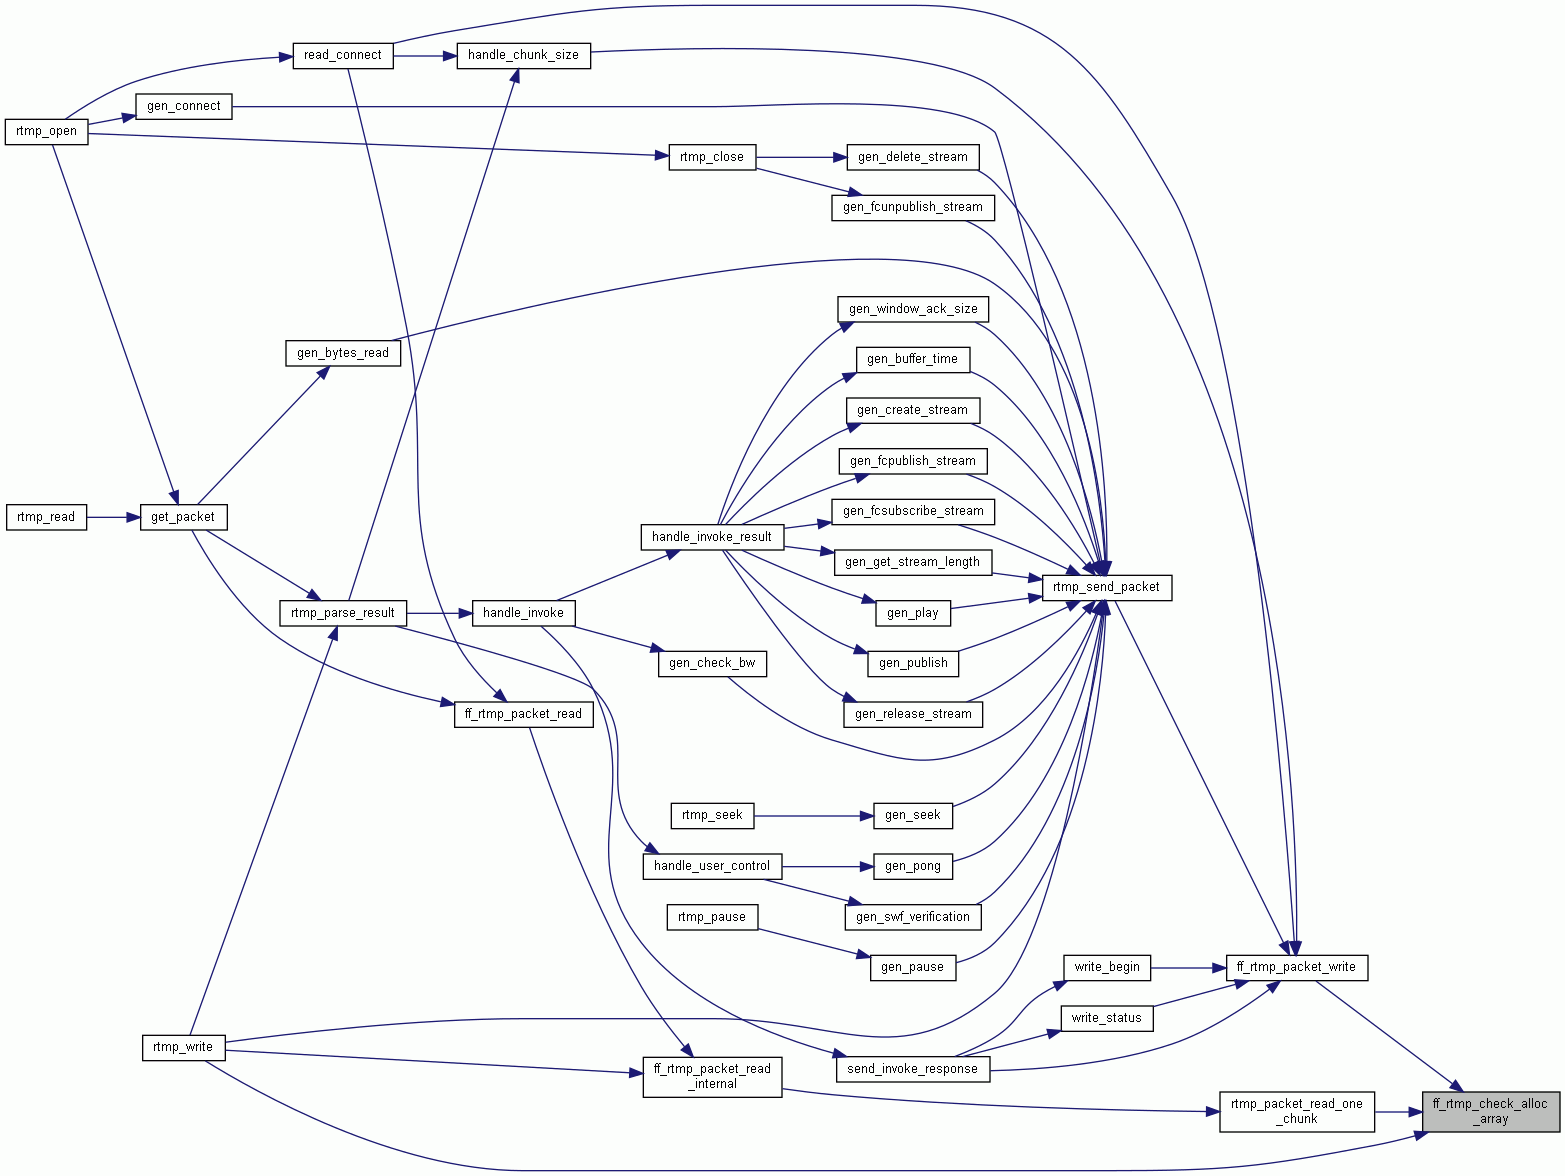 read_connect
handle_chunk_size
gen_connect
rtmp_open
rtmp_close
gen_delete_stream
gen_fcunpublish_stream
gen_window_ack_size
gen_bytes_read
gen_buffer_time
gen_create_stream
gen_fcpublish_stream
rtmp_read
get_packet
gen_fcsubscribe_stream
handle_invoke_result
gen_get_stream_length
rtmp_send_packet
rtmp_parse_result
handle_invoke
gen_play
gen_check_bw
gen_publish
ff_rtmp_packet_read
gen_release_stream
rtmp_seek
gen_seek
handle_user_control
gen_pong
rtmp_pause
gen_swf_verification
gen_pause
write_begin
ff_rtmp_packet_write
write_status
rtmp_write
ff_rtmp_packet_read
_internal
send_invoke_response
rtmp_packet_read_one
_chunk
ff_rtmp_check_alloc
_array